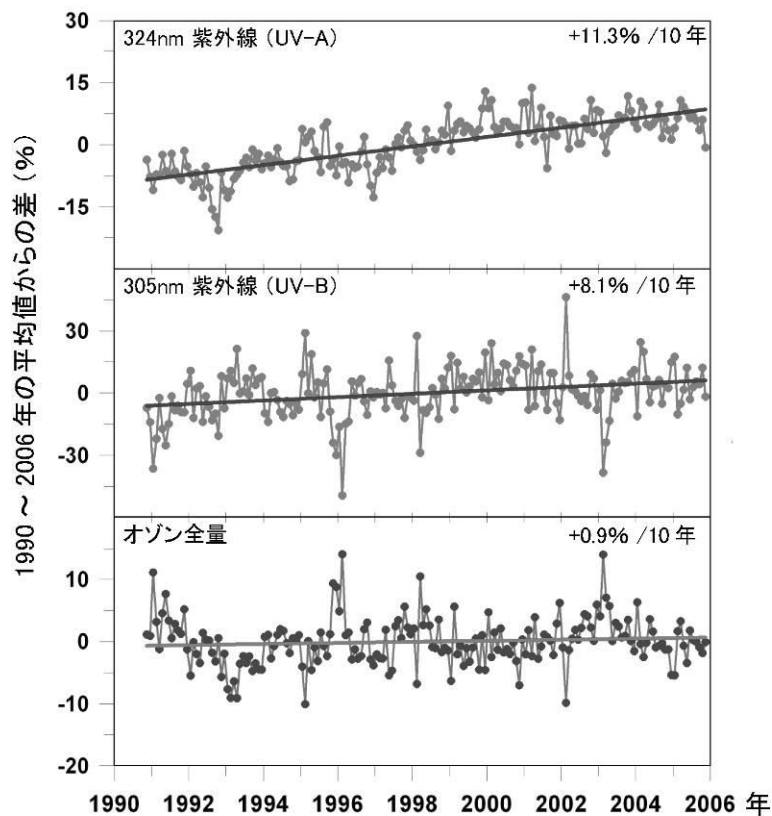 1990～2006 年の平均値からの差 (%)
324nm 紫外線 (UV-A)
+11.3% /10 年
30
15
0
-15
305nm 紫外線 (UV-B)
+8.1% /10 年
30
0
-30
オゾン全量
+0.9% /10 年
10
0
-10
-20
1990 1992 1994 1996 1998 2000 2002 2004 2006 年